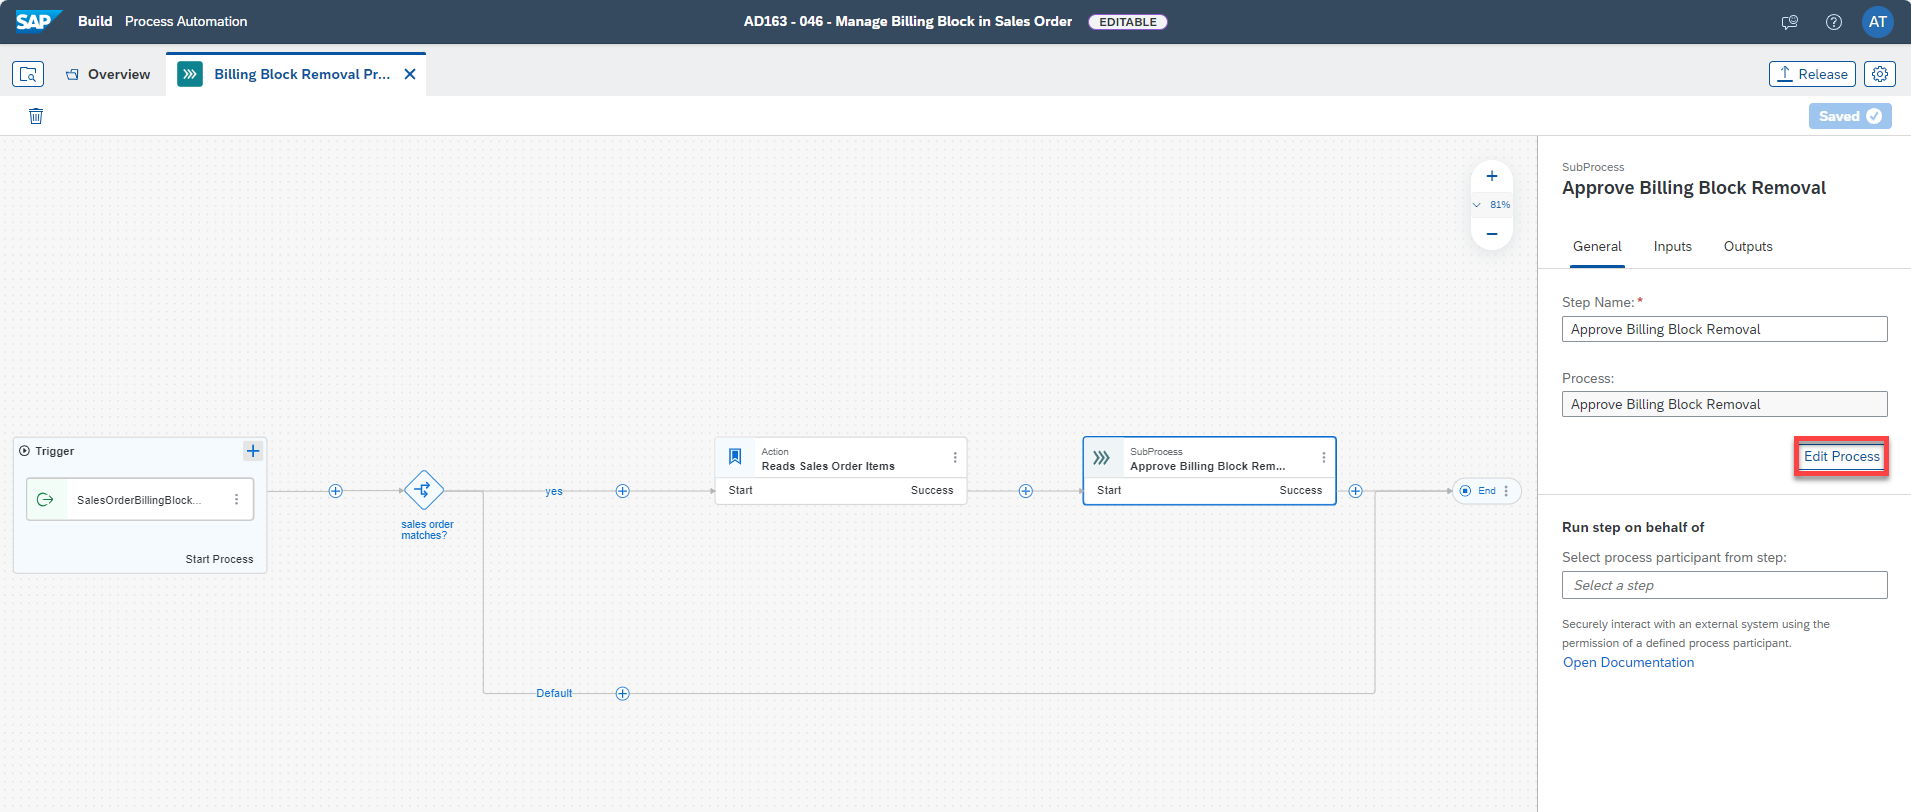 SAP Build Process Automation
AD163 - 046 - Manage Billing Block in Sales Order EDITABLE
AT
Overview
Billing Block Removal Pr...
Release
Saved
81%
Trigger
SalesOrderBillingBlock...
Start Process
sales order
matches?
yes
Default
Action
Reads Sales Order Items
Start Success
SubProcess
Approve Billing Block Rem...
Start Success
End
SubProcess
Approve Billing Block Removal
General Inputs Outputs
Step Name: *
Approve Billing Block Removal
Process:
Approve Billing Block Removal
Edit Process
Run step on behalf of
Select process participant from step:
Select a step
Securely interact with an external system using the
permission of a defined process participant.
Open Documentation